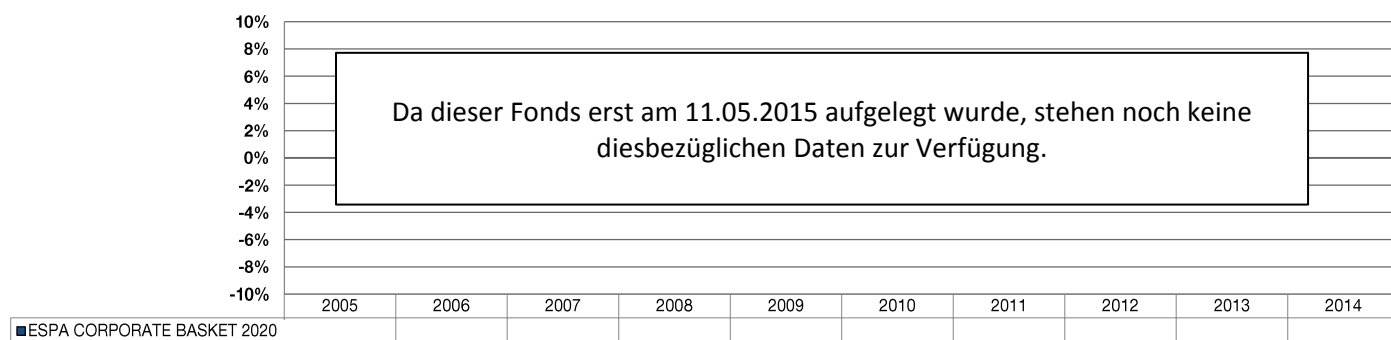 10%
8%
6%
4%
2%
0%
-2%
-4%
-6%
-8%
-10%
Da dieser Fonds erst am 11.05.2015 aufgelegt wurde, stehen noch keine
diesbezüglichen Daten zur Verfügung.
2005 2006 2007 2008 2009 2010 2011 2012 2013 2014
ESPA CORPORATE BASKET 2020